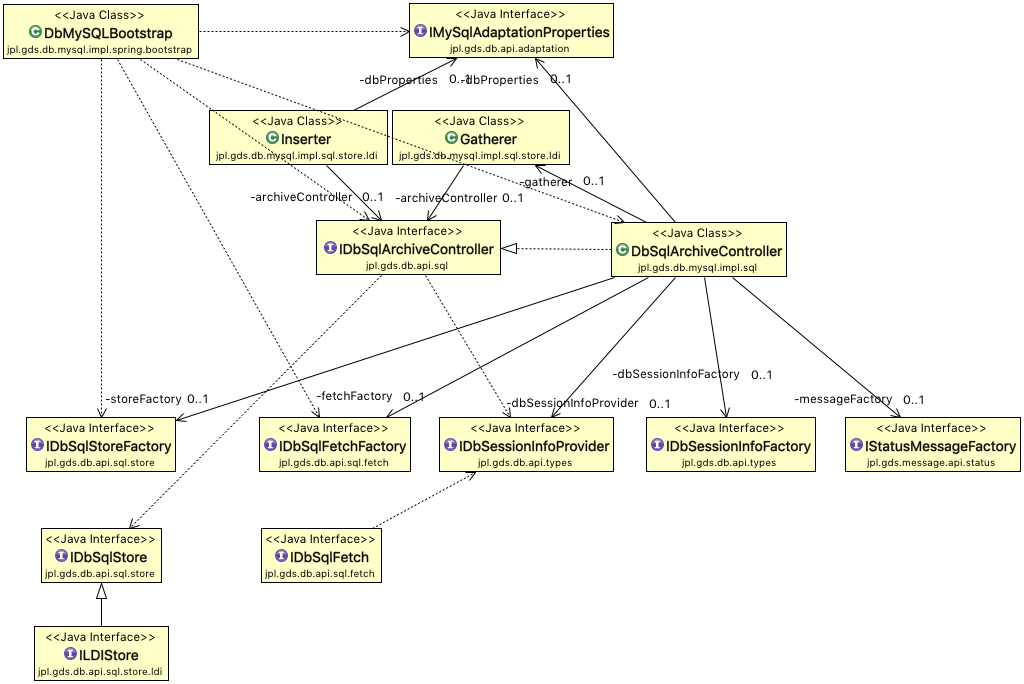 <<Java Class>>
DbMySQLBootstrap
jpl.gds.db.mysql.impl.spring.bootstrap
<<Java Interface>>
IMySqlAdaptationProperties
jpl.gds.db.api.adaptation
-dbProperties 0..1
-dbProperties 0..1
<<Java Class>>
Inserter
jpl.gds.db.mysql.impl.sql.store.ldi
<<Java Class>>
Gatherer
jpl.gds.db.mysql.impl.sql.store.ldi
-gatherer 0..1
-archiveController 0..1
-archiveController 0..1
<<Java Interface>>
IDbSqlArchiveController
jpl.gds.db.api.sql
<<Java Class>>
DbSqlArchiveController
jpl.gds.db.mysql.impl.sql
-dbSessionInfoFactory 0..1
-storeFactory 0..1
-fetchFactory 0..1
-dbSessionInfoProvider 0..1
-messageFactory 0..1
<<Java Interface>>
IDbSqlStoreFactory
jpl.gds.db.api.sql.store
<<Java Interface>>
IDbSqlFetchFactory
jpl.gds.db.api.sql.fetch
<<Java Interface>>
IDbSessionInfoProvider
jpl.gds.db.api.types
<<Java Interface>>
IDbSessionInfoFactory
jpl.gds.db.api.types
<<Java Interface>>
IStatusMessageFactory
jpl.gds.message.api.status
<<Java Interface>>
IDbSqlStore
jpl.gds.db.api.sql.store
<<Java Interface>>
IDbSqlFetch
jpl.gds.db.api.sql.fetch
<<Java Interface>>
ILDIStore
jpl.gds.db.api.sql.store.ldi